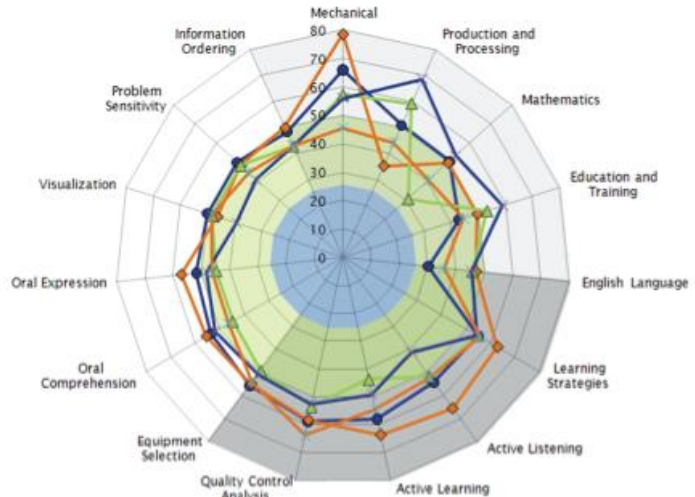 Mechanical
Information
Ordering
Production and
Processing
Problem
Sensitivity
Mathematics
Visualization
Education and
Training
Oral Expression
English Language
Oral
Comprehension
Learning
Strategies
Equipment
Selection
Active Listening
Quality Control
Analysis
Active Learning
80
70
60
50
40
30
20
10
0